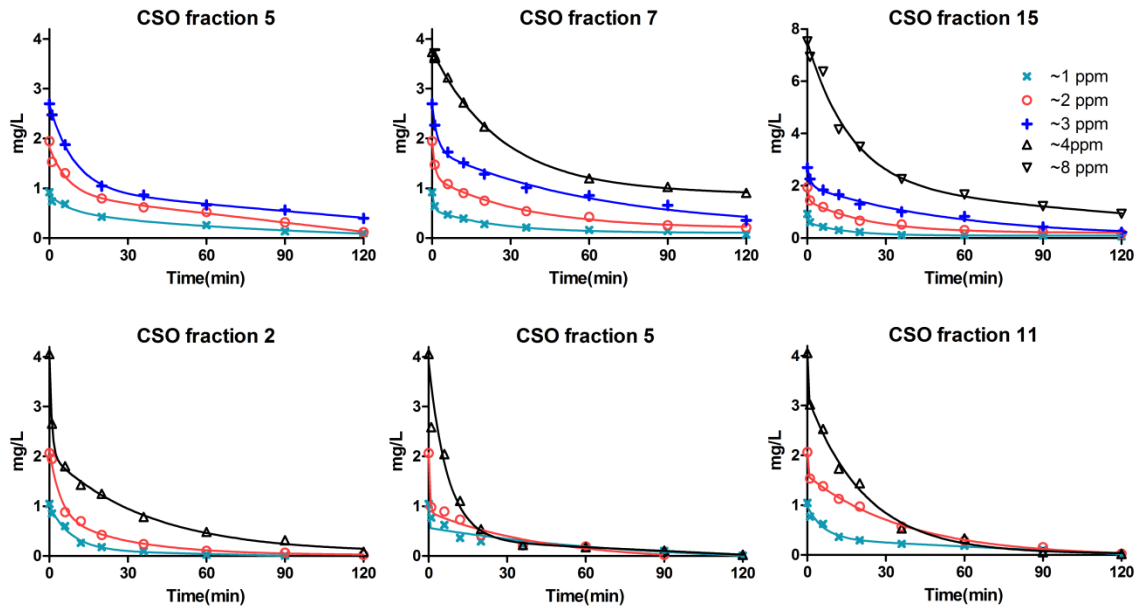 CSO fraction 5
CSO fraction 7
CSO fraction 15
mg/L
4
3
2
1
0
0 30 60 90 120
Time(min)
mg/L
4
3
2
1
0
0 30 60 90 120
Time(min)
mg/L
8
6
4
2
0
0 30 60 90 120
Time(min)
~1 ppm
~2 ppm
~3 ppm
~4ppm
~8 ppm
CSO fraction 2
CSO fraction 5
CSO fraction 11
mg/L
4
3
2
1
0
0 30 60 90 120
Time(min)
mg/L
4
3
2
1
0
0 30 60 90 120
Time(min)
mg/L
4
3
2
1
0
0 30 60 90 120
Time(min)